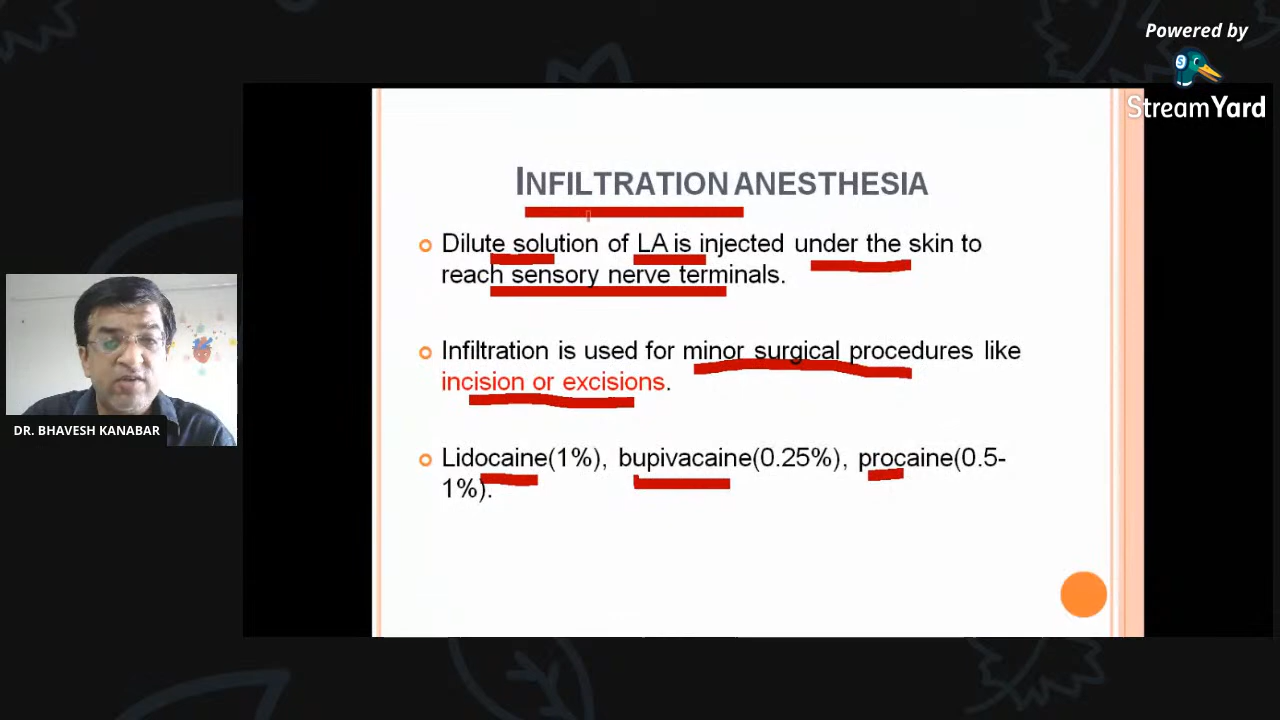 Powered by
StreamYard
INFILTRATION ANESTHESIA
Dilute solution of LA is injected under the skin to
reach sensory nerve terminals.
Infiltration is used for minor surgical procedures like
incision or excisions.
Lidocaine(1%), bupivacaine(0.25%), procaine(0.5-
1%).
DR. BHAVESH KANABAR